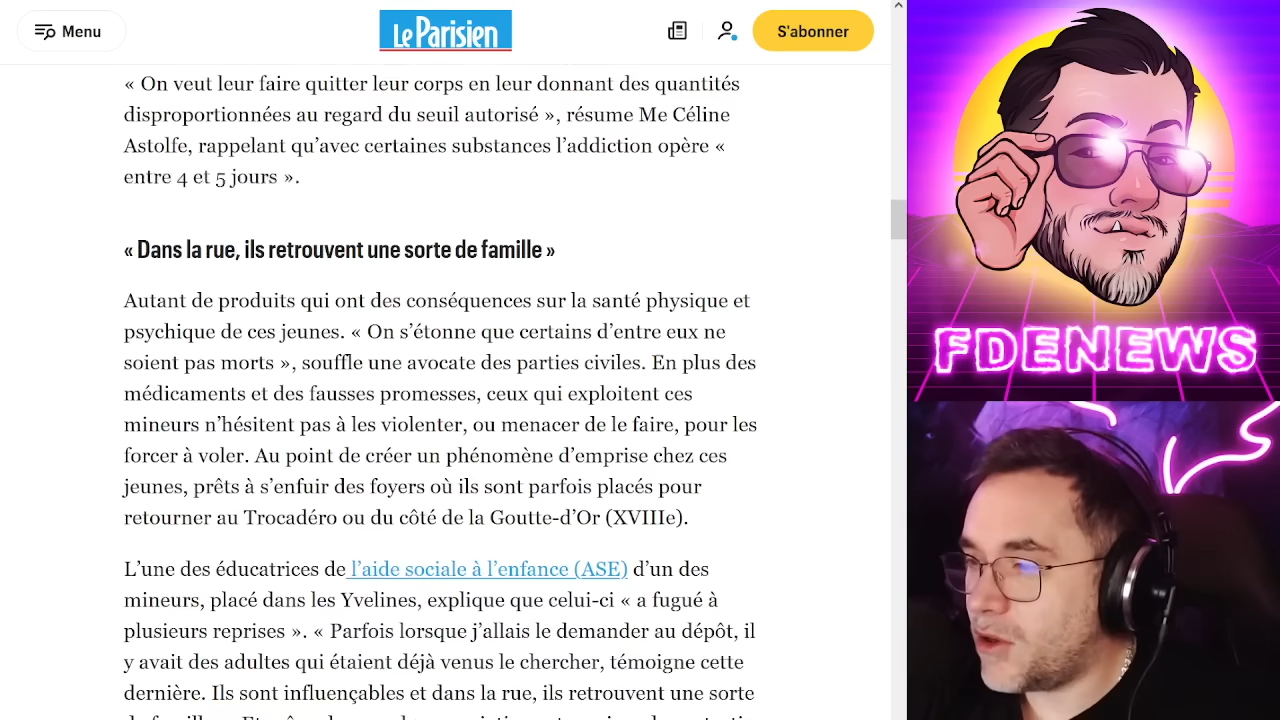 Menu
Le Parisien
S'abonner
« On veut leur faire quitter leur corps en leur donnant des quantités
disproportionnées au regard du seuil autorisé », résume Me Céline
Astolfe, rappelant qu'avec certaines substances l'addiction opère «
entre 4 et 5 jours ».
« Dans la rue, ils retrouvent une sorte de famille »
Autant de produits qui ont des conséquences sur la santé physique et
psychique de ces jeunes. « On s'étonne que certains d'entre eux ne
soient pas morts », souffle une avocate des parties civiles. En plus des
médicaments et des fausses promesses, ceux qui exploitent ces
mineurs n'hésitent pas à les violenter, ou menacer de le faire, pour les
forcer à voler. Au point de créer un phénomène d'emprise chez ces
jeunes, prêts à s'enfuir des foyers où ils sont parfois placés pour
retourner au Trocadéro ou du côté de la Goutte-d'Or (XVIIIe).
L'une des éducatrices de l'aide sociale à l'enfance (ASE) d'un des
mineurs, placé dans les Yvelines, explique que celui-ci « a fugué à
plusieurs reprises ». « Parfois lorsque j'allais le demander au dépôt, il
y avait des adultes qui étaient déjà venus le chercher, témoigne cette
dernière. Ils sont influençables et dans la rue, ils retrouvent une sorte
FDENEWS